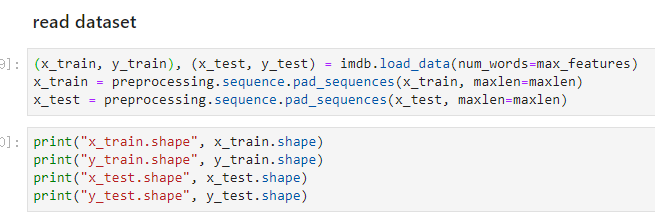 read dataset
9]: (x_train, y_train), (x_test, y_test) = imdb.load_data(num_words=max_features)
x_train = preprocessing.sequence.pad_sequences(x_train, maxlen=maxlen)
x_test = preprocessing.sequence.pad_sequences(x_test, maxlen=maxlen)
0]: print("x_train.shape", x_train.shape)
print("y_train.shape", y_train.shape)
print("x_test.shape", x_test.shape)
print("y_test.shape", y_test.shape)